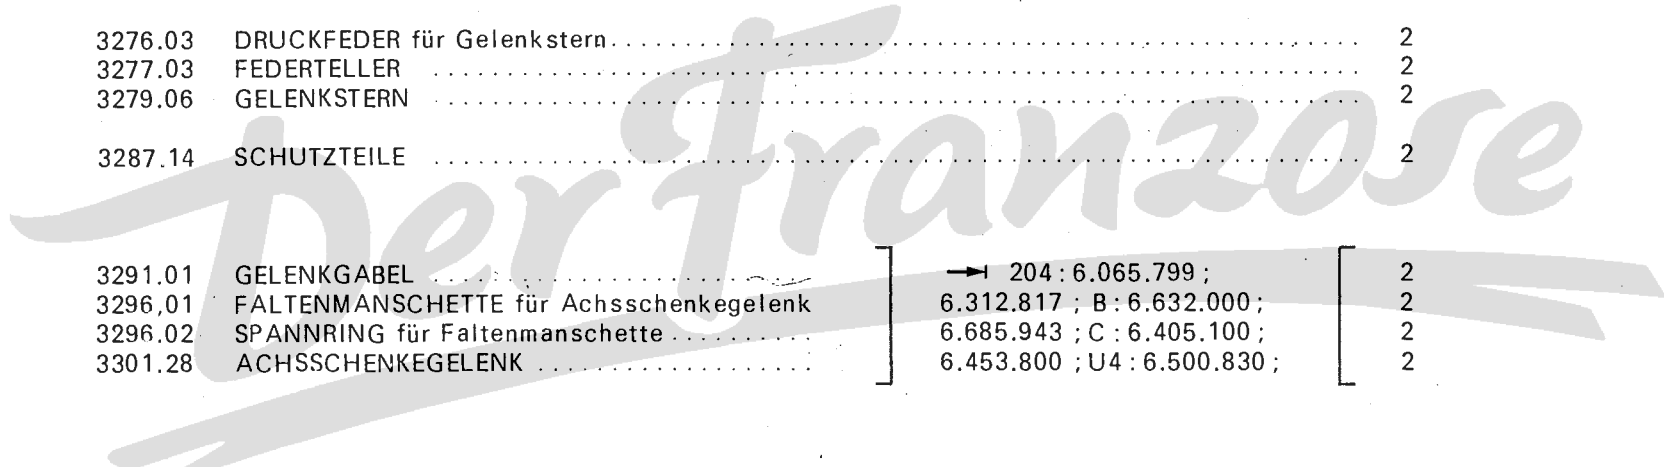 3276.03 DRUCKFEDER für Gelenkstern 2
3277.03 FEDERTELLER 2
3279.06 GELENKSTERN 2
3287.14 SCHUTZTEILE 2
3291.01 GELENKGABEL → 204 : 6.065.799 ; 2
3296,01 FALTENMANSCHETTE für Achsschenkegelenk 6.312.817 ; B : 6.632.000 ; 2
3296.02 SPANNRING für Faltenmanschette 6.685.943 ; C : 6.405.100 ; 2
3301.28 ACHSSCHENKEGELENK 6.453.800 ; U4 : 6.500.830 ; 2
Der Franzose